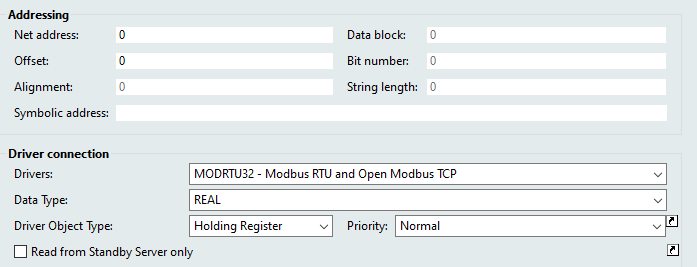 Addressing
Net address: 0 Data block: 0
Offset: 0 Bit number: 0
Alignment: 0 String length: 0
Symbolic address:
Driver connection
Drivers: MODRTU32 - Modbus RTU and Open Modbus TCP
Data Type: REAL
Driver Object Type: Holding Register Priority: Normal
Read from Standby Server only